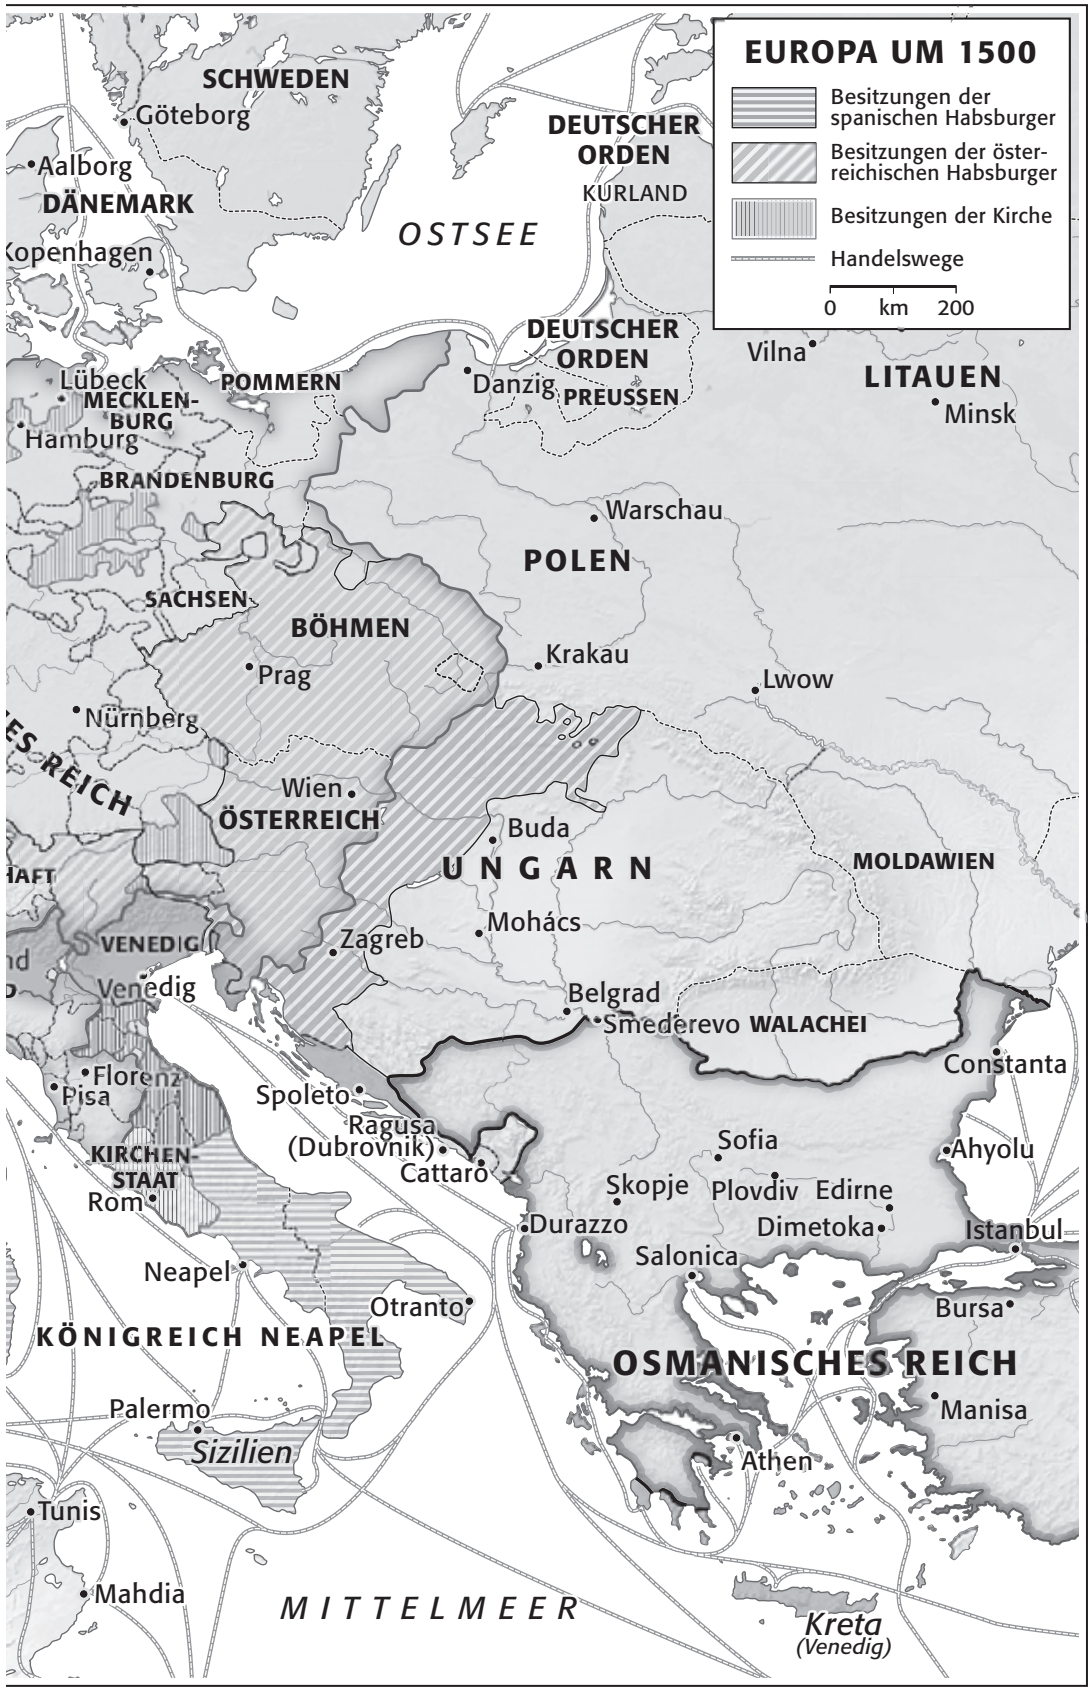 EUROPA UM 1500
Besitzungen der
spanischen Habsburger
Besitzungen der öster-
reichischen Habsburger
Besitzungen der Kirche
Handelswege
0 km 200
SCHWEDEN
Göteborg
Aalborg
DÄNEMARK
Kopenhagen
OSTSEE
DEUTSCHER
ORDEN
KURLAND
DEUTSCHER
ORDEN
PREUSSEN
Danzig
Vilna
LITAUEN
Minsk
Lübeck
MECKLEN-
BURG
Hamburg
POMMERN
BRANDENBURG
Warschau
POLEN
SACHSEN
BÖHMEN
Prag
Krakau
Lwow
Nürnberg
ES REICH
Wien
ÖSTERREICH
Buda
UNGARN
MOLDAWIEN
HAFT
Mohács
Zagreb
VENEDIG
Venedig
nd
Belgrad
Smederevo
WALACHEI
Constanta
Florenz
Pisa
Spoleto
Ragusa
(Dubrovnik)
Cattaro
KIRCHEN-
STAAT
Rom
Sofia
Ahyolu
Skopje
Plovdiv
Edirne
Durazzo
Dimetoka
Istanbul
Salonica
Neapel
Otranto
Bursa
KÖNIGREICH NEAPEL
OSMANISCHES REICH
Manisa
Palermo
Sizilien
Athen
Tunis
Mahdia
MITTELMEER
Kreta
(Venedig)